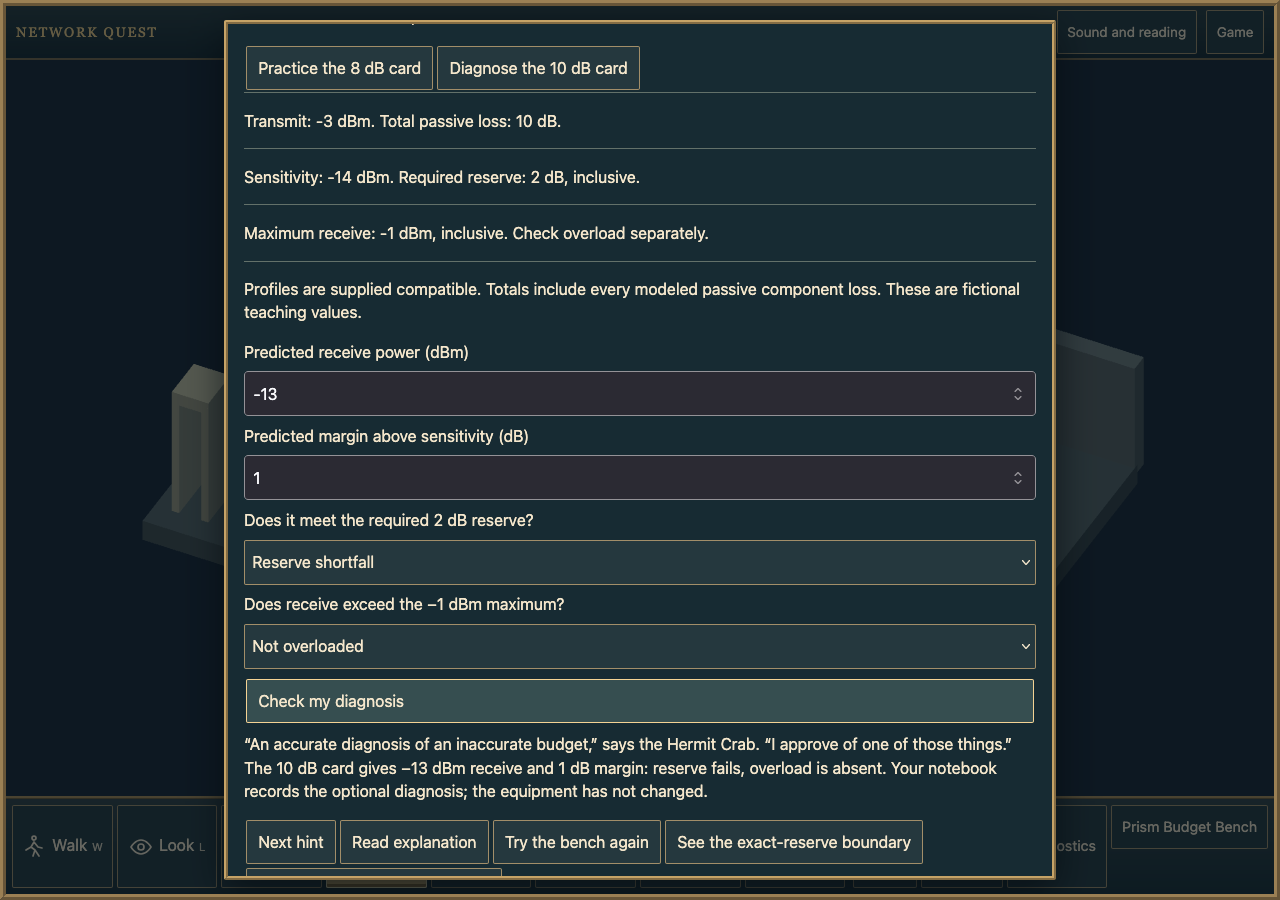 NETWORK QUEST
Sound and reading
Game
Practice the 8 dB card
Diagnose the 10 dB card
Transmit: -3 dBm. Total passive loss: 10 dB.
Sensitivity: -14 dBm. Required reserve: 2 dB, inclusive.
Maximum receive: -1 dBm, inclusive. Check overload separately.
Profiles are supplied compatible. Totals include every modeled passive component loss. These are fictional
teaching values.
Predicted receive power (dBm)
-13
Predicted margin above sensitivity (dB)
1
Does it meet the required 2 dB reserve?
Reserve shortfall
Does receive exceed the −1 dBm maximum?
Not overloaded
Check my diagnosis
“An accurate diagnosis of an inaccurate budget,” says the Hermit Crab. “I approve of one of those things.”
The 10 dB card gives −13 dBm receive and 1 dB margin: reserve fails, overload is absent. Your notebook
records the optional diagnosis; the equipment has not changed.
Next hint
Read explanation
Try the bench again
See the exact-reserve boundary
Walk W
Look L
ostics
Prism Budget Bench